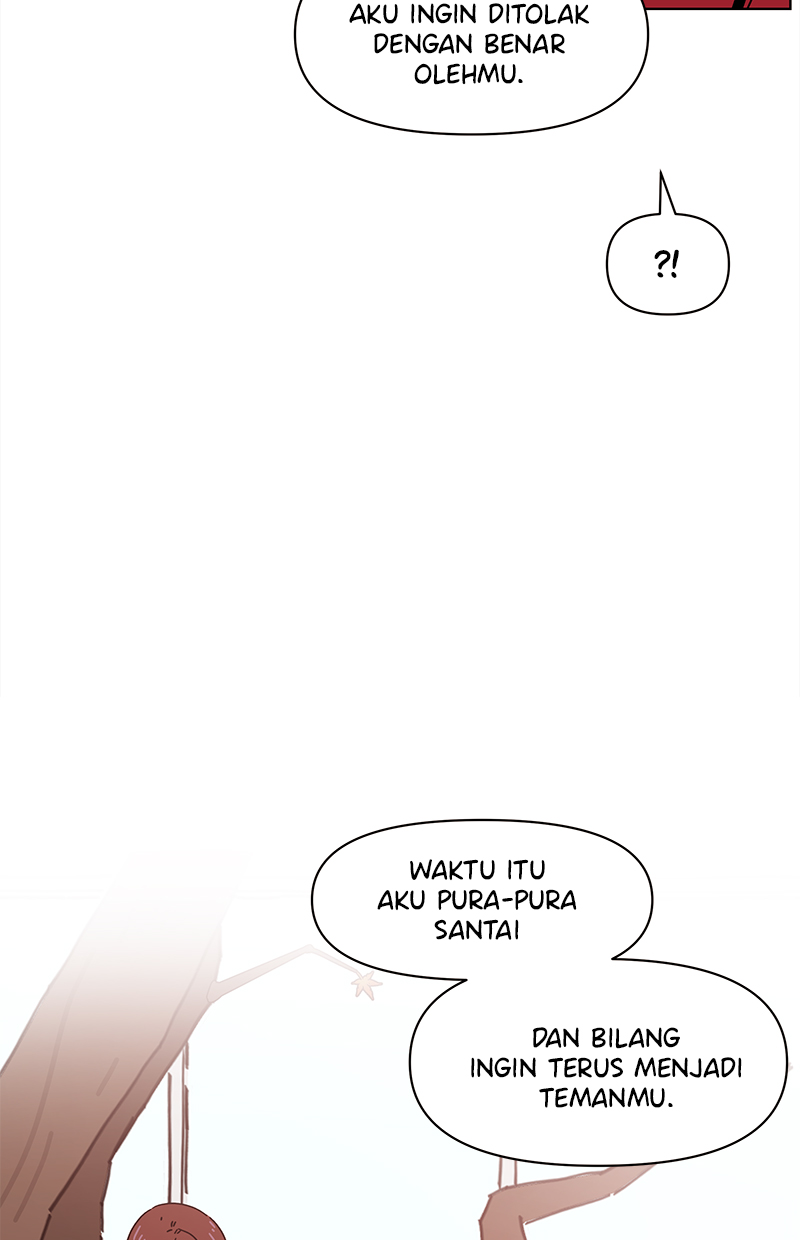 AKU INGIN DITOLAK
DENGAN BENAR
OLEHMU.
?!
WAKTU ITU
AKU PURA-PURA
SANTAI
DAN BILANG
INGIN TERUS MENJADI
TEMANMU.